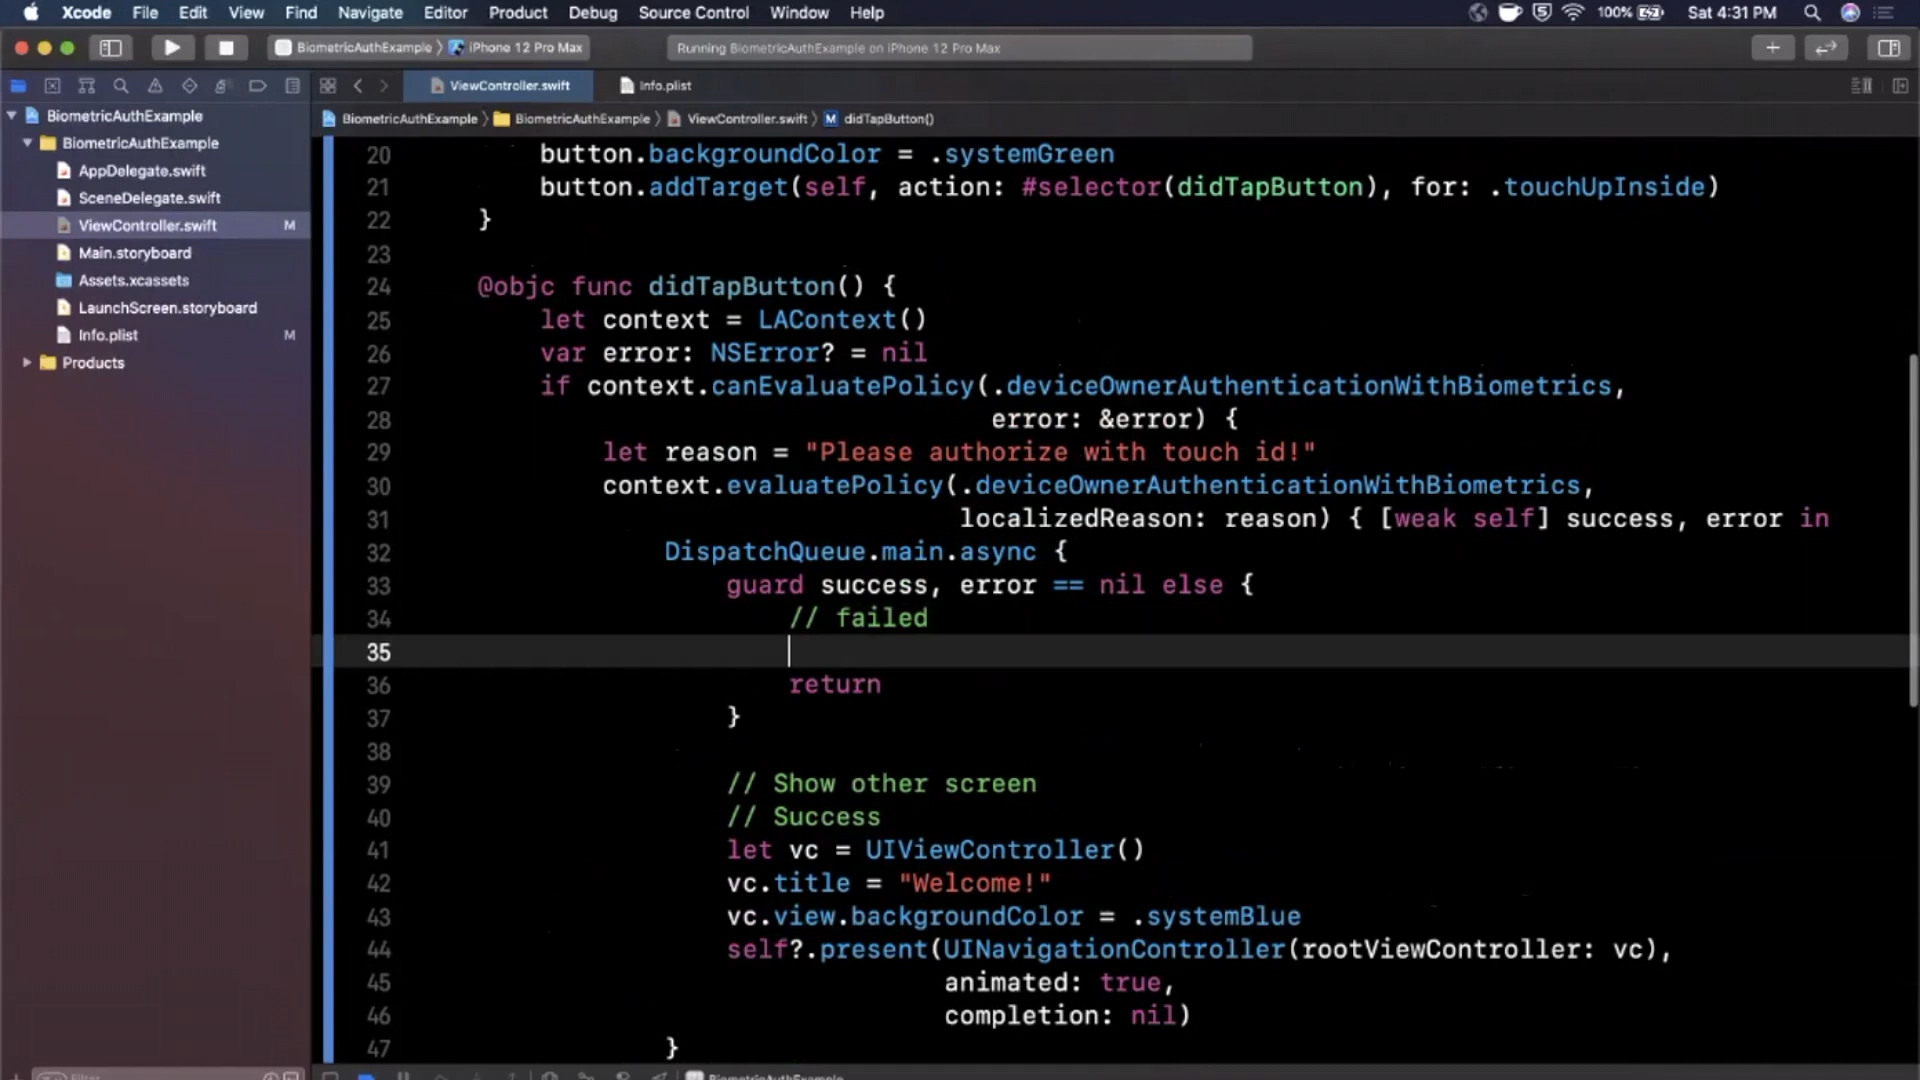 Xcode File Edit View Find Navigate Editor Product Debug Source Control Window Help 100% Sat 4:31 PM
BiometricAuthExample 〉 iPhone 12 Pro Max Running BiometricAuthExample on iPhone 12 Pro Max
ViewController.swift Info.plist
BiometricAuthExample 〉 BiometricAuthExample 〉 ViewController.swift 〉 M didTapButton()
BiometricAuthExample
BiometricAuthExample
AppDelegate.swift
SceneDelegate.swift
ViewController.swift M
Main.storyboard
Assets.xcassets
LaunchScreen.storyboard
Info.plist M
Products
20 button.backgroundColor = .systemGreen
21 button.addTarget(self, action: #selector(didTapButton), for: .touchUpInside)
22 }
23
24 @objc func didTapButton() {
25 let context = LAContext()
26 var error: NSError? = nil
27 if context.canEvaluatePolicy(.deviceOwnerAuthenticationWithBiometrics,
28 error: &error) {
29 let reason = "Please authorize with touch id!"
30 context.evaluatePolicy(.deviceOwnerAuthenticationWithBiometrics,
31 localizedReason: reason) { [weak self] success, error in
32 DispatchQueue.main.async {
33 guard success, error == nil else {
34 // failed
35
36 return
37 }
38
39 // Show other screen
40 // Success
41 let vc = UIViewController()
42 vc.title = "Welcome!"
43 vc.view.backgroundColor = .systemBlue
44 self?.present(UINavigationController(rootViewController: vc),
45 animated: true,
46 completion: nil)
47 }
Filter BiometricAuthExample